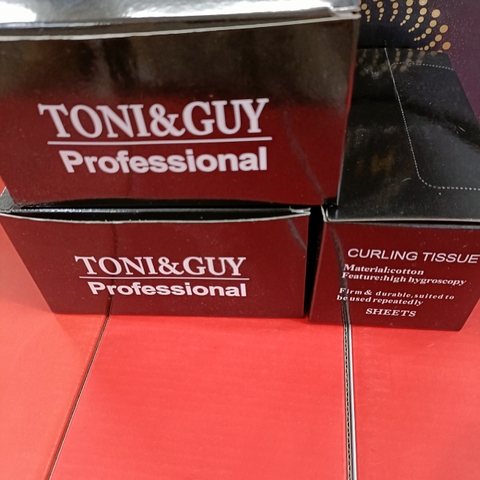 TONI&GUY
Professional
TONI&GUY
Professional
CURLING TISSUE
Material:cotton
Feature:high hygroscopy
Firm & durable,suited to
be used repeatedly
SHEETS